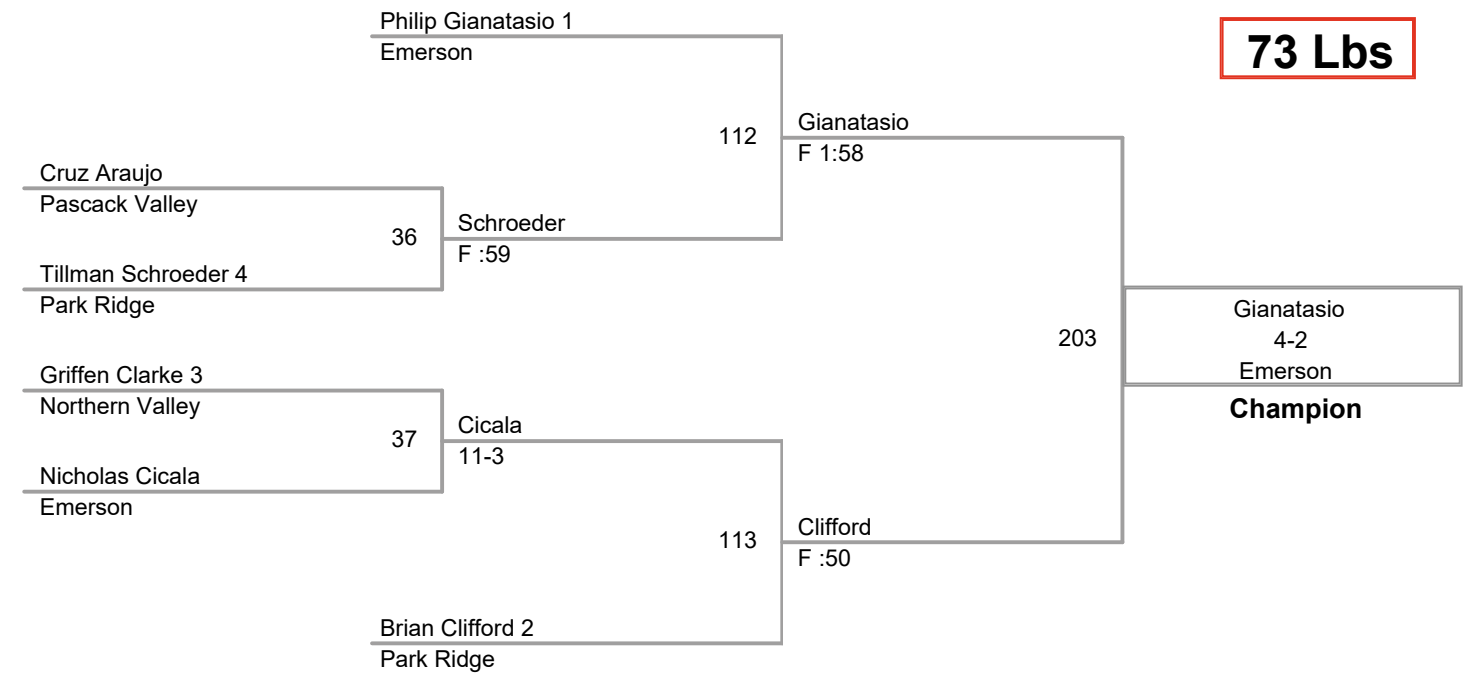 Philip Gianatasio 1
Emerson
73 Lbs
112
Gianatasio
F 1:58
Cruz Araujo
Pascack Valley
36
Schroeder
F :59
Tillman Schroeder 4
Park Ridge
203
Gianatasio
4-2
Emerson
Champion
Griffen Clarke 3
Northern Valley
37
Cicala
11-3
Nicholas Cicala
Emerson
113
Clifford
F :50
Brian Clifford 2
Park Ridge